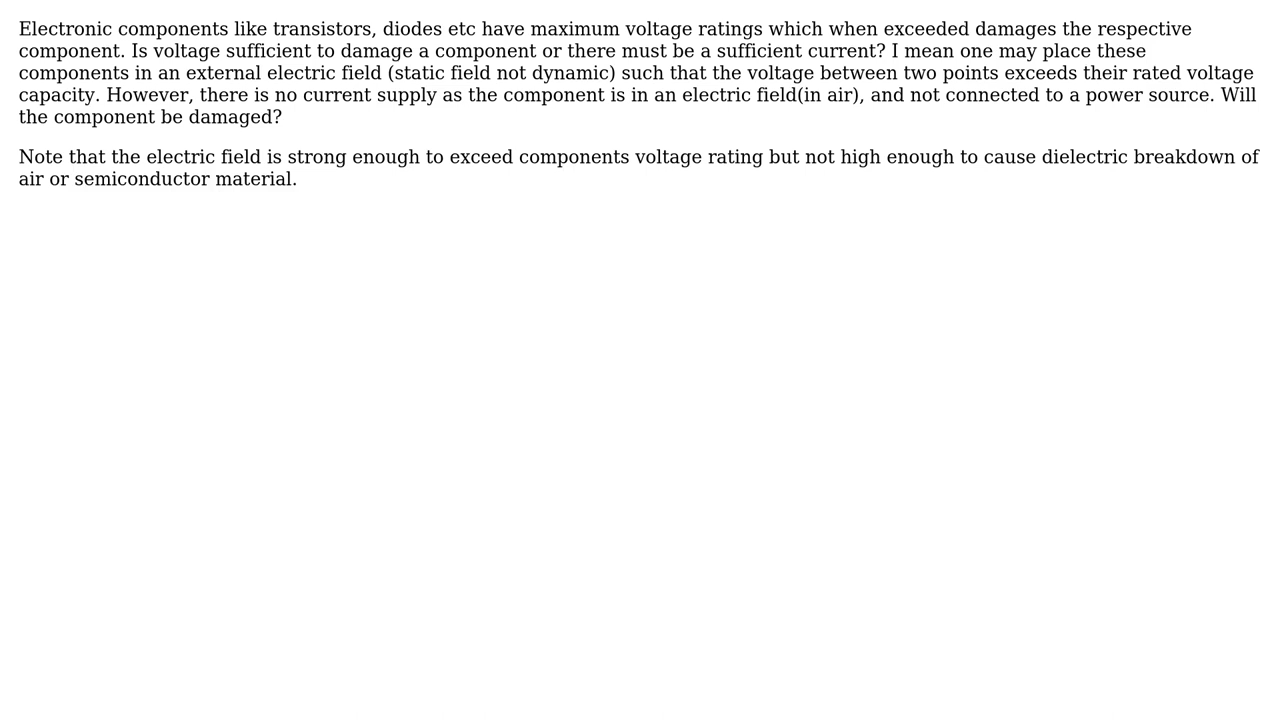 Electronic components like transistors, diodes etc have maximum voltage ratings which when exceeded damages the respective
component. Is voltage sufficient to damage a component or there must be a sufficient current? I mean one may place these
components in an external electric field (static field not dynamic) such that the voltage between two points exceeds their rated voltage
capacity. However, there is no current supply as the component is in an electric field(in air), and not connected to a power source. Will
the component be damaged?
Note that the electric field is strong enough to exceed components voltage rating but not high enough to cause dielectric breakdown of
air or semiconductor material.